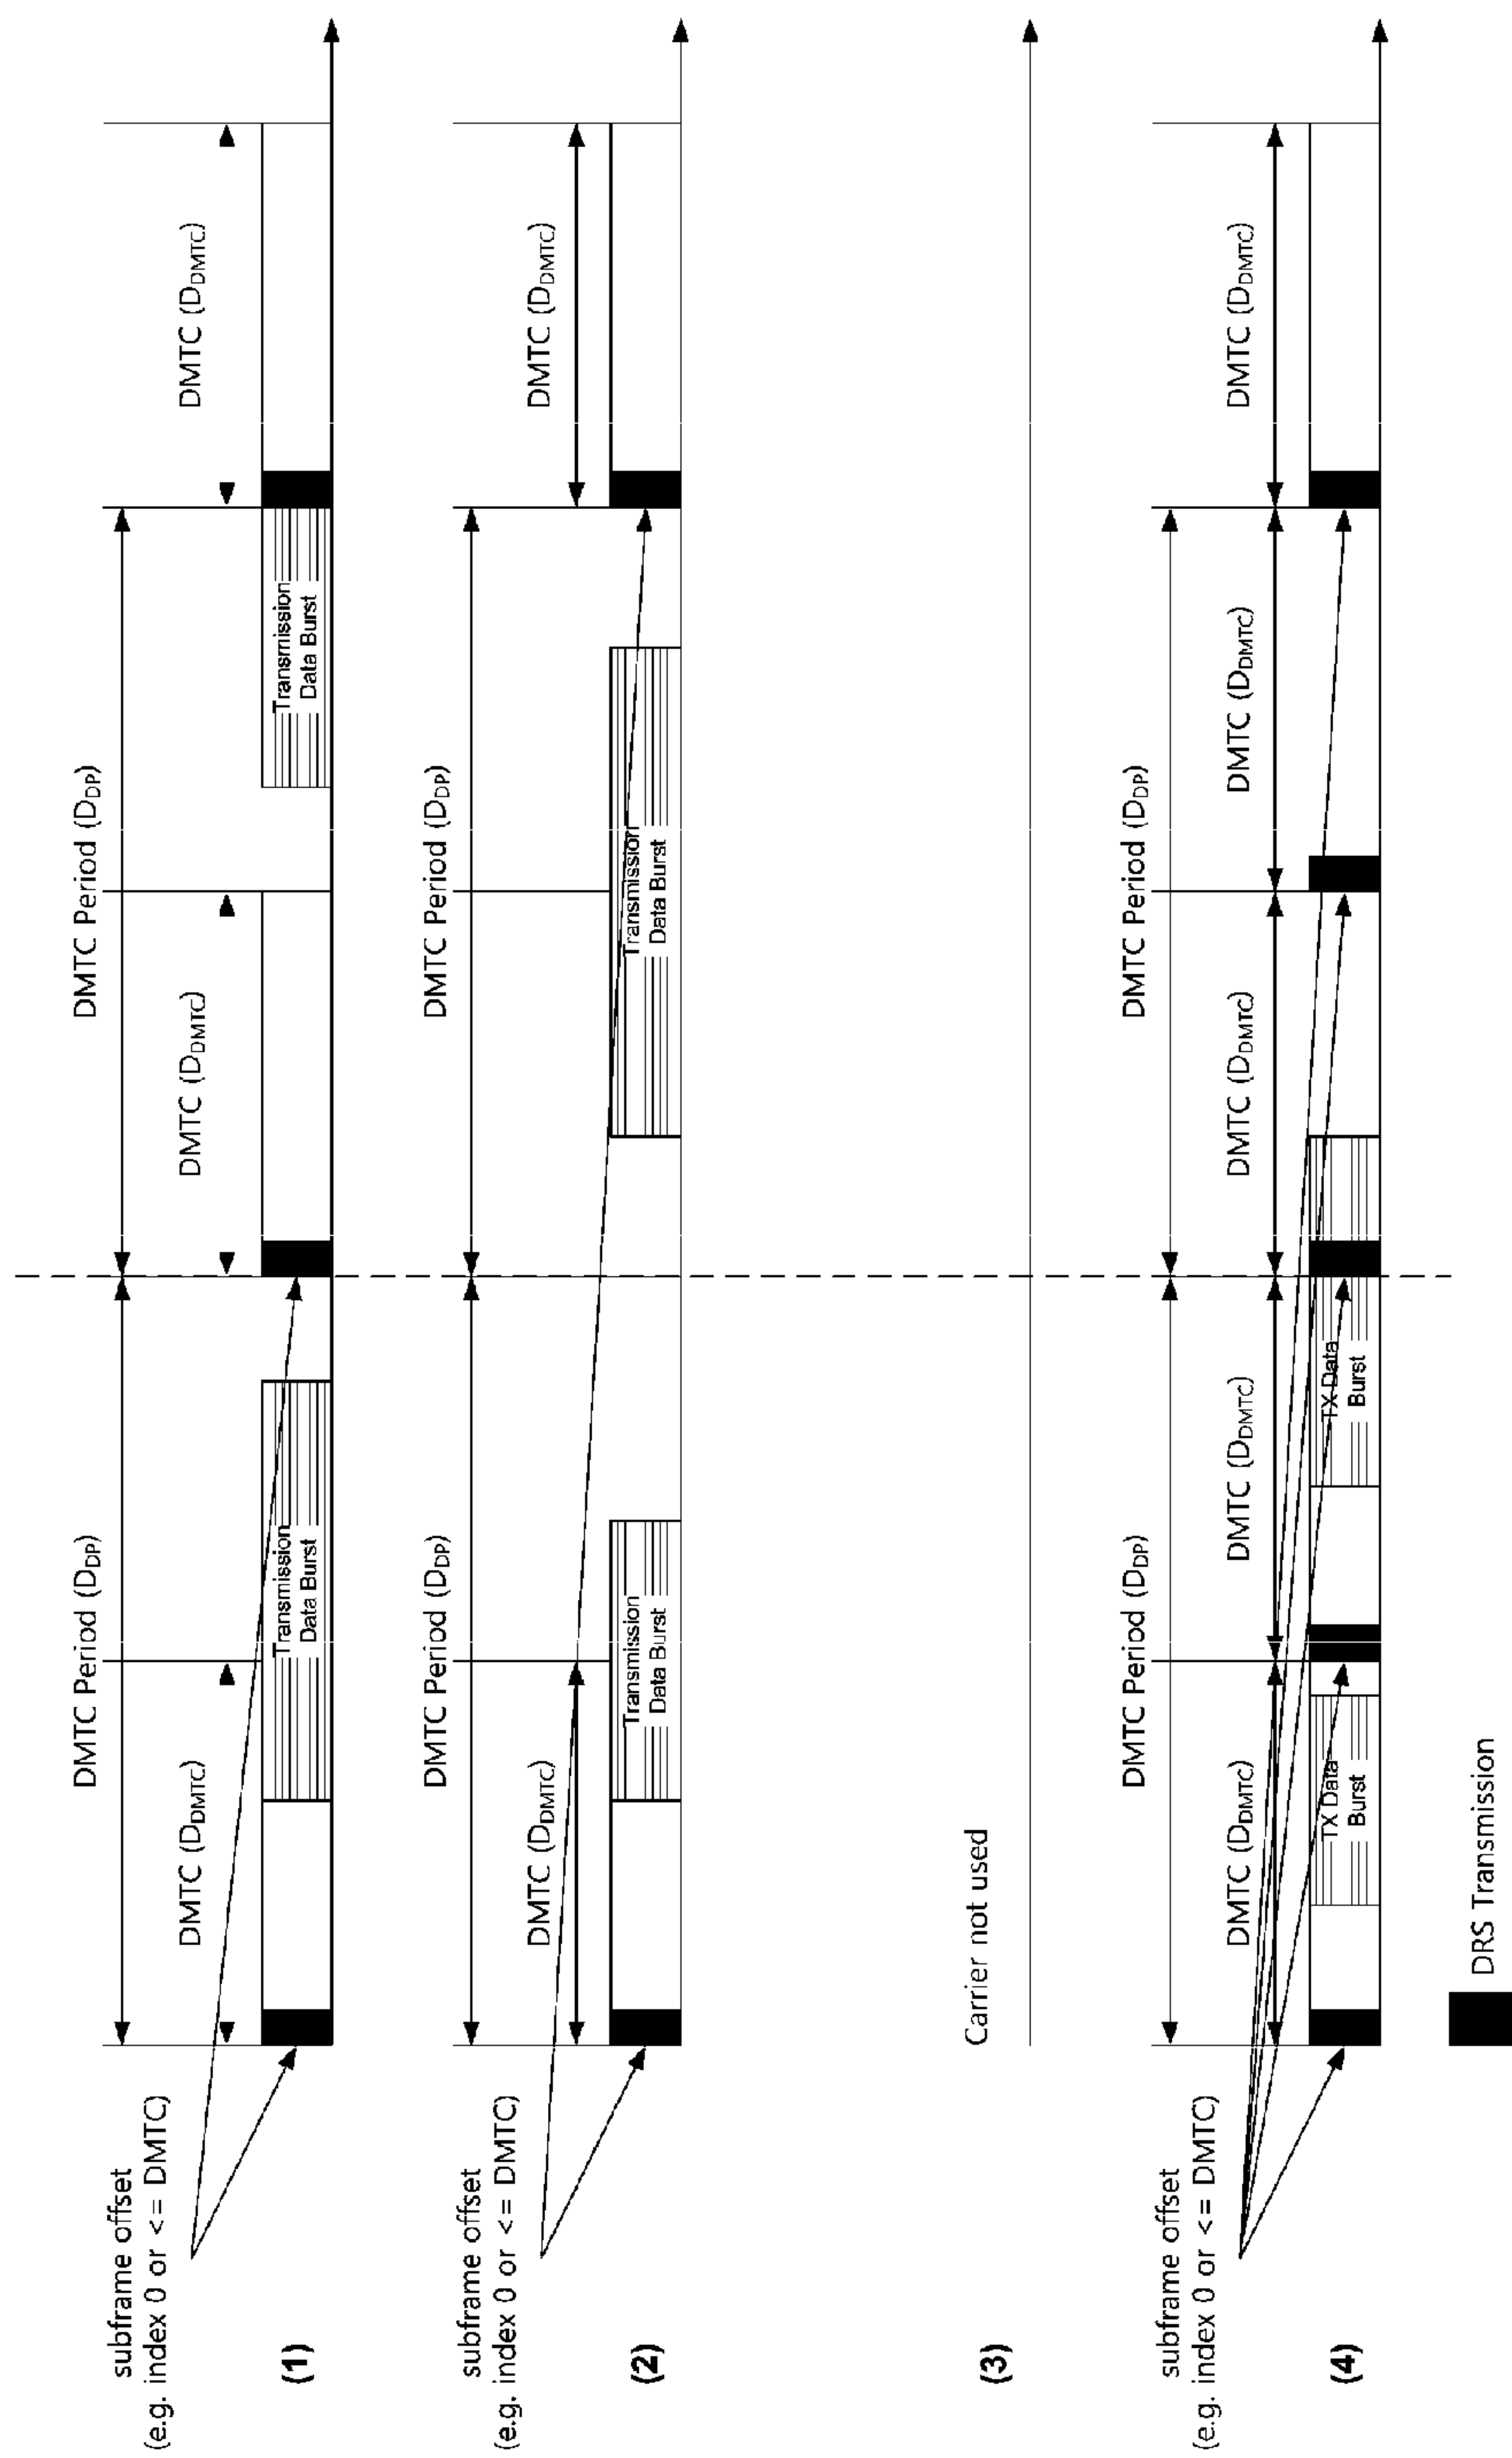 subframe offset
(e.g. index 0 or <= DMTC)
(1)
DMTC Period (DDP)
DMTC Period (DDP)
DMTC (DDMTC)
DMTC (DDMTC)
DMTC (DDMTC)
Transmission
Data Burst
Transmission
Data Burst
subframe offset
(e.g. index 0 or <= DMTC)
(2)
DMTC Period (DDP)
DMTC Period (DDP)
DMTC (DDMTC)
DMTC (DDMTC)
Transmission
Data Burst
Transmission
Data Burst
(3)
Carrier not used
subframe offset
(e.g. index 0 or <= DMTC)
(4)
DMTC Period (DDP)
DMTC Period (DDP)
DMTC (DDMTC)
DMTC (DDMTC)
DMTC (DDMTC)
DMTC (DDMTC)
DMTC (DDMTC)
TX Data
Burst
TX Data
Burst
DRS Transmission